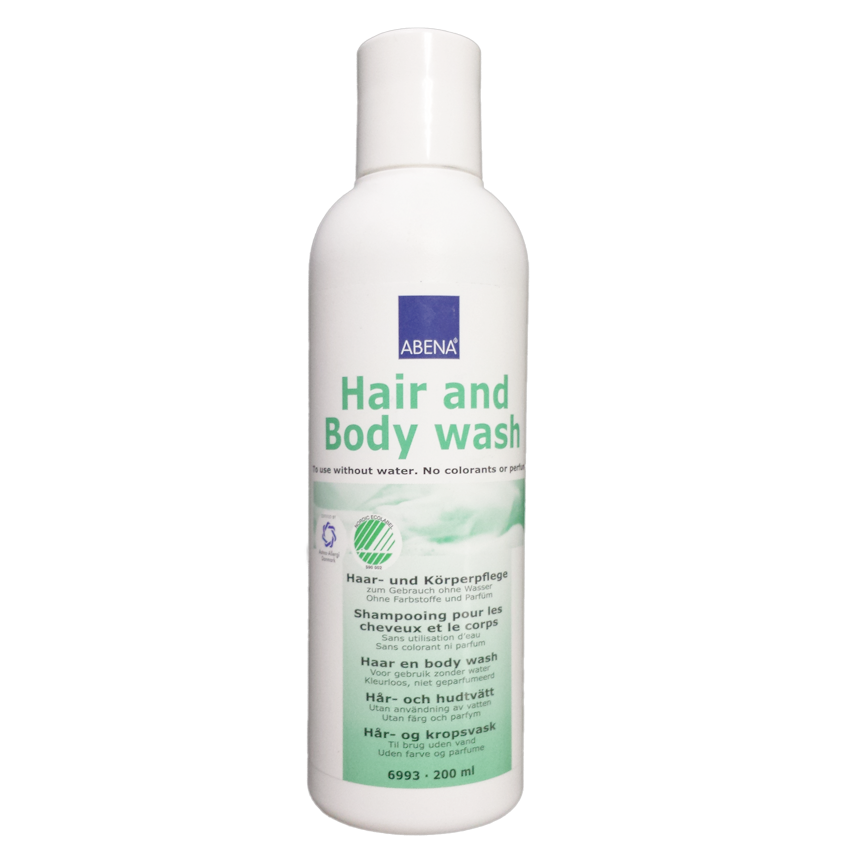 ABENA
Hair and
Body wash
To use without water. No colorants or
NORDIC ECOLABEL
Haar- und Körperpflege
zum Gebrauch ohne Wasser
Ohne Farbstoffe und Parfüm
Shampooing pour les
cheveux et le corps
Sans utilisation d'eau
Sans colorant ni parfum
Haar en body wash
Voor gebruik zonder water
Kleurloos, niet geparfumeerd
Hår- och hudtvätt
Utan användning av vatten
Utan färg och parfym
Hår- og kropsvask
Til brug uden vand
Uden farve og parfume
6993 · 200 ml